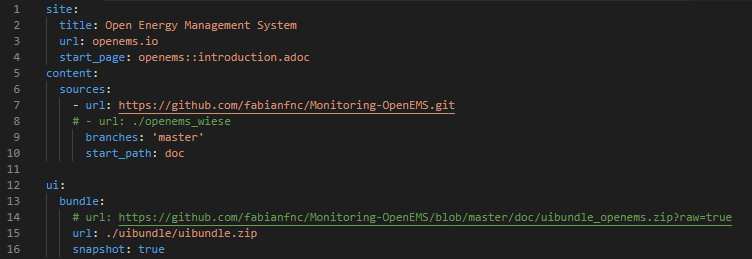 1 site:
2 title: Open Energy Management System
3 url: openems.io
4 start_page: openems::introduction.adoc
5 content:
6 sources:
7 - url: https://github.com/fabianfnc/Monitoring-OpenEMS.git
8 # - url: ./openems_wiese
9 branches: 'master'
10 start_path: doc
11
12 ui:
13 bundle:
14 # url: https://github.com/fabianfnc/Monitoring-OpenEMS/blob/master/doc/uibundle_openems.zip?raw=true
15 url: ./uibundle/uibundle.zip
16 snapshot: true